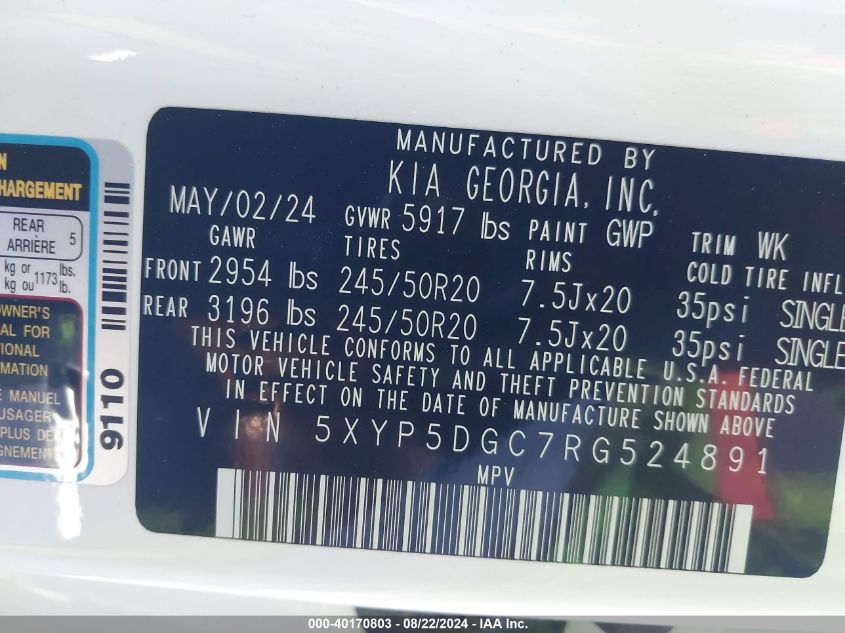 MANUFACTURED BY
KIA GEORGIA, INC.
MAY/02/24 GVWR 5917 lbs PAINT GWP TRIM WK
GAWR TIRES RIMS COLD TIRE INFL
FRONT 2954 lbs 245/50R20 7.5Jx20 35psi SINGLE
REAR 3196 lbs 245/50R20 7.5Jx20 35psi SINGLE
THIS VEHICLE CONFORMS TO ALL APPLICABLE U.S.A. FEDERAL
MOTOR VEHICLE SAFETY AND THEFT PREVENTION STANDARDS
IN EFFECT ON THE DATE OF MANUFACTURE SHOWN ABOVE
VIN 5XYP5DGC7RG524891
MPV
HARGEMENT
REAR
ARRIÈRE 5
kg or 1173 lbs.
kg ou lb.
OWNER'S
AL FOR
TIONAL
RMATION
E MANUEL
USAGER
PLUS DE
GNEMENT
9110
000-40170803 - 08/22/2024 - IAA Inc.